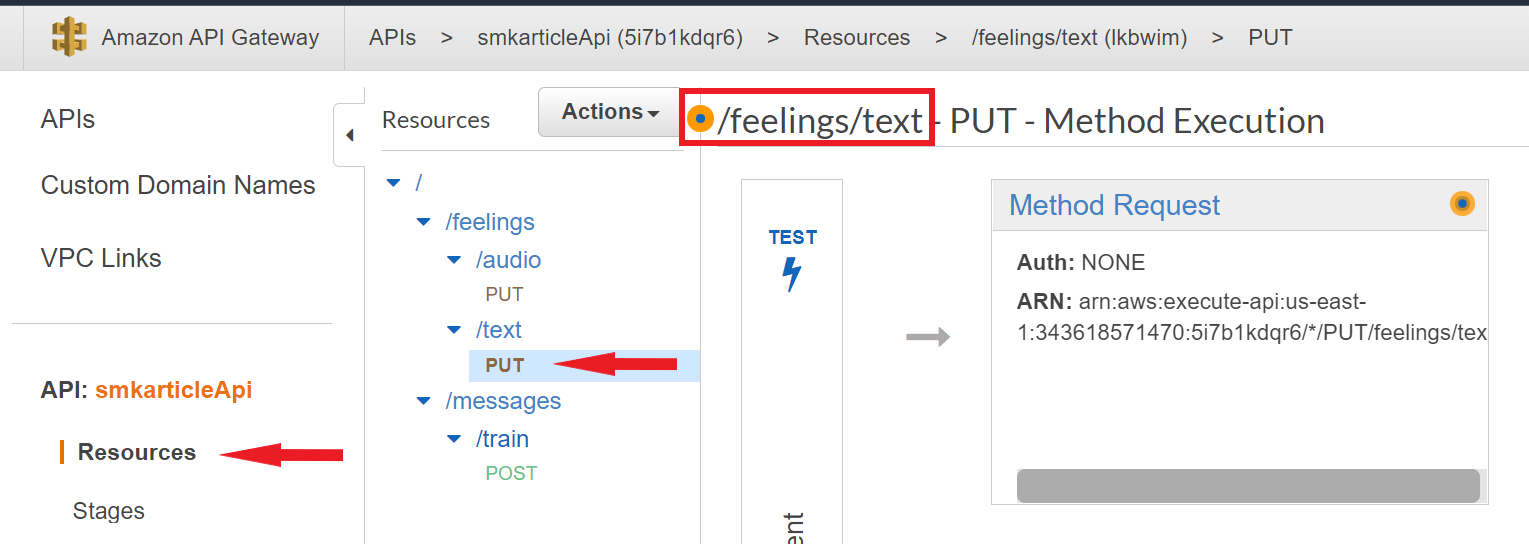 Amazon API Gateway
APIs > smkarticleApi (5i7b1kdqr6) > Resources > /feelings/text (lkbwim) > PUT
APIs
Custom Domain Names
VPC Links
API: smkarticleApi
Resources
Stages
Resources
Actions
/
/feelings
/audio
PUT
/text
PUT
/messages
/train
POST
/feelings/text - PUT - Method Execution
TEST
ent
Method Request
Auth: NONE
ARN: arn:aws:execute-api:us-east-
1:343618571470:5i7b1kdqr6/*/PUT/feelings/tex